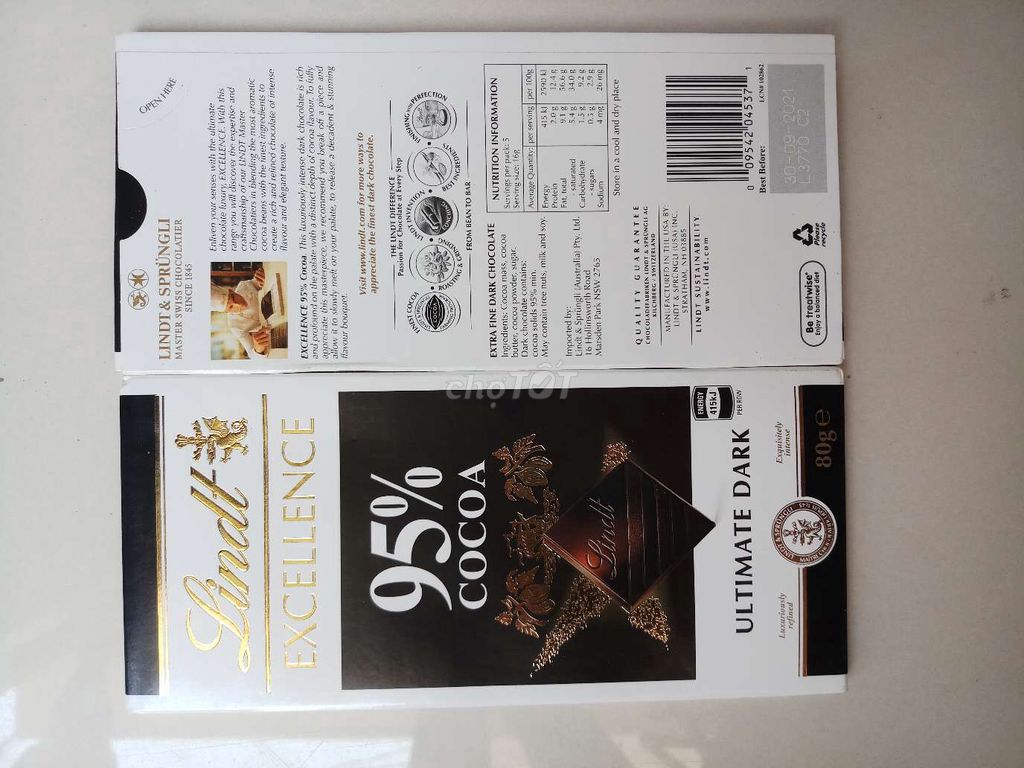 OPEN HERE
LINDT & SPRÜNGLI
MASTER SWISS CHOCOLATIER
SINCE 1845
Enliven your senses with the ultimate
chocolate luxury, EXCELLENCE. With this
range you will discover the expertise and
craftsmanship of our LINDT Master
Chocolatiers in blending the most aromatic
cocoa beans with the finest ingredients to
create a rich and refined chocolate of intense
flavour and elegant texture.
EXCELLENCE 95% Cocoa. This luxuriously intense dark chocolate is rich
and profound on the palate with a distinct depth of cocoa flavour. To fully
appreciate this masterpiece, we recommend you break off a piece and
allow it to slowly melt on your palate, to release a decadent & stunning
flavour bouquet.
Visit www.lindt.com for more ways to
appreciate the finest dark chocolate.
THE LINDT DIFFERENCE
Passion for Chocolate at Every Step
FINEST COCOA
ROASTING & GRINDING
LINDT INVENTION
BEST INGREDIENTS
FINISHING PERFECTION
FROM BEAN TO BAR
EXTRA FINE DARK CHOCOLATE
Ingredients: cocoa mass, cocoa
butter, cocoa powder, sugar.
Dark chocolate contains:
cocoa solids 95% min.
May contain tree nuts, milk and soy.
Imported by:
Lindt & Sprüngli (Australia) Pty. Ltd.
16 Hollinsworth Road,
Marsden Park NSW 2765
NUTRITION INFORMATION
Servings per pack: 5
Serving size: 16g
Average Quantity: per serving per 100g
Energy 415 kJ 2590 kJ
Protein 2.0 g 12.4 g
Fat, total 9.1 g 56.6 g
- saturated 5.4 g 34.0 g
Carbohydrate 1.5 g 9.2 g
- sugars 0.5 g 2.9 g
Sodium 4 mg 26 mg
Store in a cool and dry place
QUALITY GUARANTEE
CHOCOLADEFABRIKEN LINDT & SPRÜNGLI AG
KILCHBERG / SWITZERLAND
MANUFACTURED IN THE USA BY:
LINDT & SPRÜNGLI (USA) INC.
STRATHAM, NH 03885
LINDT SUSTAINABILITY
www.lindt.com
0 09542 04537 1
Best Before: LCNF102862
30-09-2021
L3770 C2
Please
recycle
Be treatwise®
Enjoy a balanced diet
Lindt
EXCELLENCE
95%
COCOA
Lindt
chợTỐT
ENERGY
415kJ
PER ROW
ULTIMATE DARK
Luxuriously
refined
LINDT & SPRÜNGLI
Exquisitely
intense
80g e